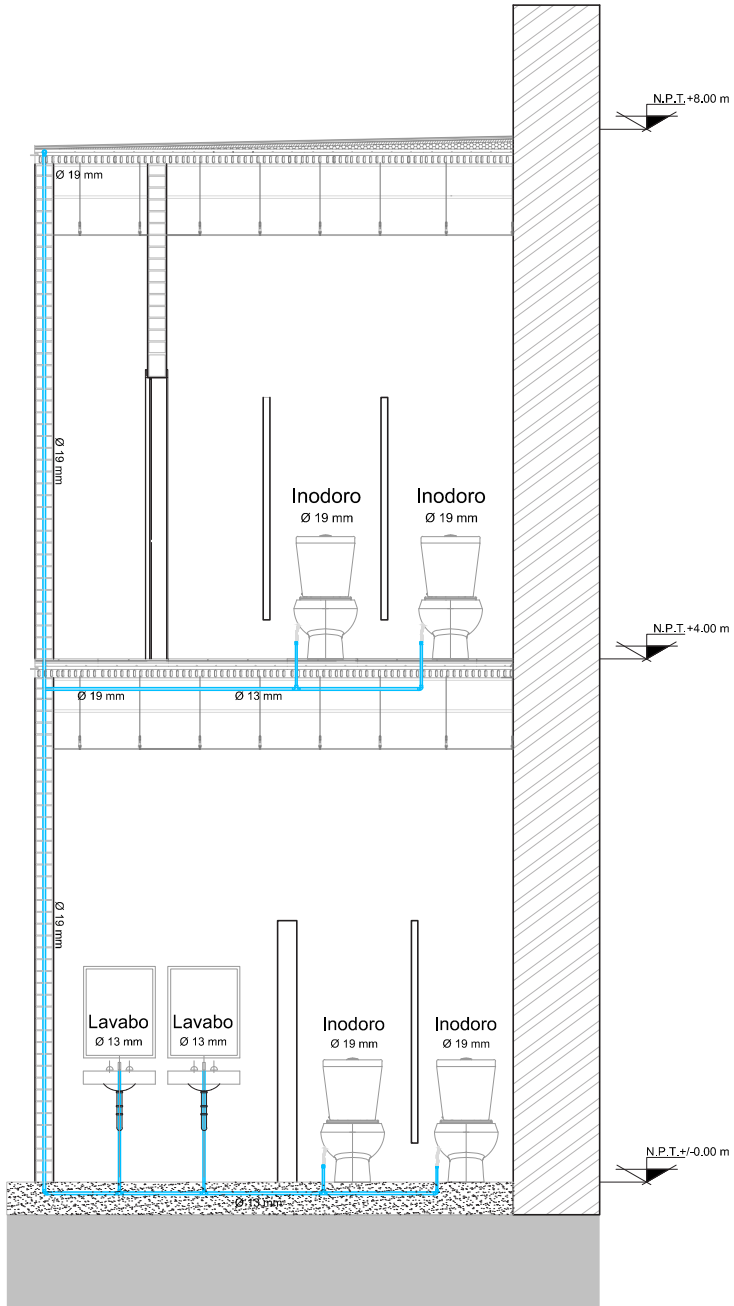 N.P.T.+8.00 m
Ø 19 mm
Ø 19 mm
Inodoro
Ø 19 mm
Inodoro
Ø 19 mm
N.P.T.+4.00 m
Ø 19 mm
Ø 13 mm
Ø 19 mm
Lavabo
Ø 13 mm
Lavabo
Ø 13 mm
Inodoro
Ø 19 mm
Inodoro
Ø 19 mm
N.P.T.+/-0.00 m
Ø 13 mm